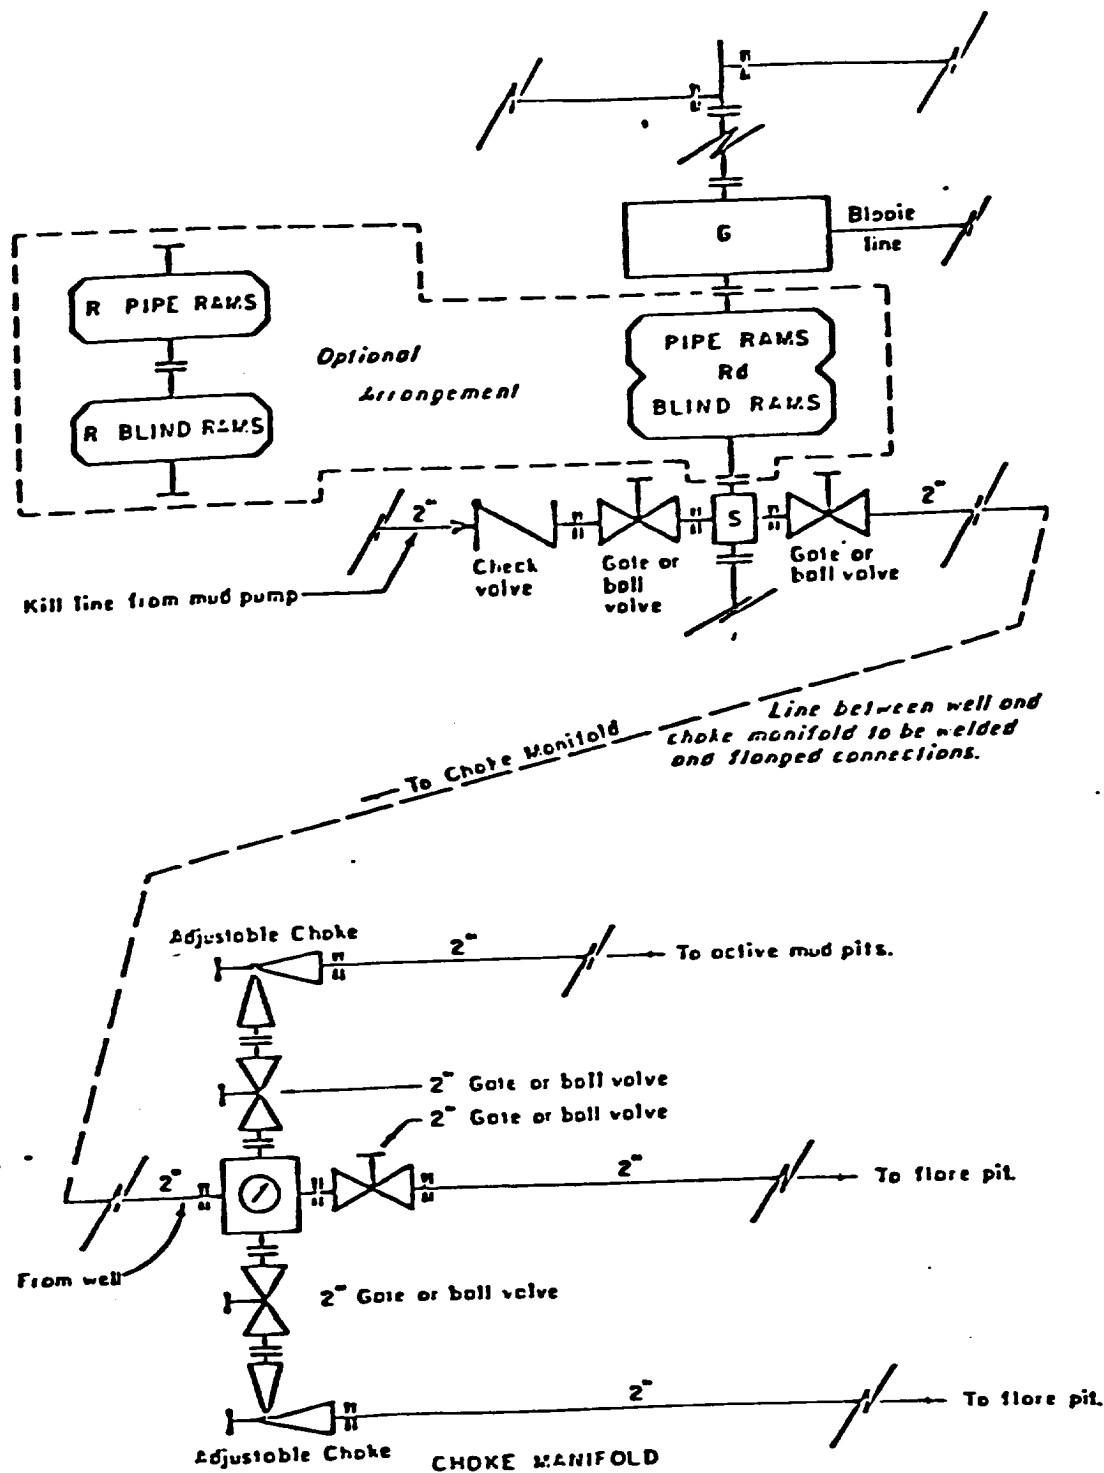 G
Blooie
line
R PIPE RAMS
Optional
Arrangement
R BLIND RAMS
PIPE RAMS
Rd
BLIND RAMS
2"
Check
valve
Gate or
ball
valve
S
Gate or
ball valve
2"
Kill line from mud pump
Line between well and
choke manifold to be welded
and flanged connections.
To Choke Manifold
Adjustable Choke
2"
To active mud pits.
2" Gate or ball valve
2" Gate or ball valve
2"
2"
To flare pit.
From well
2" Gate or ball valve
2"
To flare pit.
Adjustable Choke
CHOKE MANIFOLD